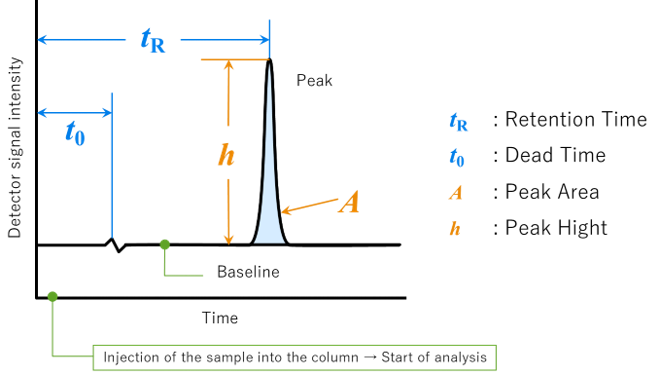 tR
Peak
t0
h
A
Detector signal intensity
Baseline
Time
Injection of the sample into the column → Start of analysis
tR : Retention Time
t0 : Dead Time
A : Peak Area
h : Peak Hight